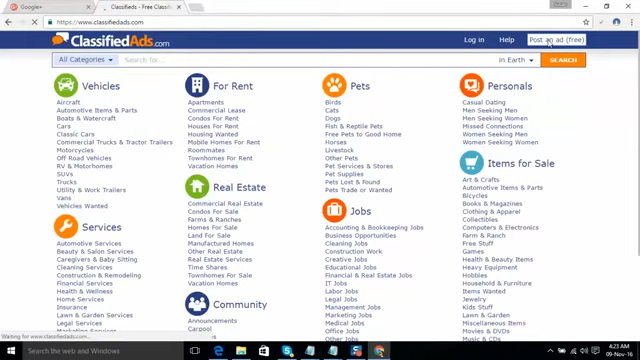 Google+
Classifieds - Free Classif
https://www.classifiedads.com
ClassifiedAds.com
Log in
Help
Post an ad (free)
All Categories
Search for...
in Earth
SEARCH
Vehicles
Aircraft
Automotive Items & Parts
Boats & Watercraft
Cars
Classic Cars
Commercial Trucks & Tractor Trailers
Motorcycles
Off Road Vehicles
RV & Motorhomes
SUVs
Trucks
Utility & Work Trailers
Vans
Vehicles Wanted
Services
Automotive Services
Beauty & Salon Services
Caregivers & Baby Sitting
Cleaning Services
Construction & Remodeling
Financial Services
Health & Wellness
Home Services
Insurance
Lawn & Garden Services
Legal Services
Marketing Services
For Rent
Apartments
Commercial Lease
Condos For Rent
Houses For Rent
Housing Wanted
Mobile Homes For Rent
Roommates
Townhomes For Rent
Vacation Homes
Real Estate
Commercial Real Estate
Condos For Sale
Farms & Ranches
Homes For Sale
Land For Sale
Manufactured Homes
Other Real Estate
Real Estate Services
Time Shares
Townhomes For Sale
Vacation Homes
Community
Announcements
Carpool
Pets
Birds
Cats
Dogs
Fish & Reptile Pets
Free Pets to Good Home
Horses
Livestock
Other Pets
Pet Services & Stores
Pet Supplies
Pets Lost & Found
Pets Trade or Wanted
Jobs
Accounting & Bookkeeping Jobs
Business Opportunities
Cleaning Jobs
Construction Work
Creative Jobs
Educational Jobs
Financial & Real Estate Jobs
IT Jobs
Labor Jobs
Legal Jobs
Management Jobs
Marketing Jobs
Medical Jobs
Other Jobs
Personals
Casual Dating
Men Seeking Men
Men Seeking Women
Missed Connections
Women Seeking Men
Women Seeking Women
Items for Sale
Art & Crafts
Automotive Items & Parts
Bicycles
Books & Magazines
Clothing & Apparel
Collectibles
Computers & Electronics
Farm & Ranch
Free Stuff
Games
Health & Beauty Items
Heavy Equipment
Hobbies
Household & Furniture
Items Wanted
Jewelry
Kids Stuff
Lawn & Garden
Miscellaneous Items
Movies & DVDs
Music & CDs
Waiting for www.classifiedads.com...
Search the web and Windows
4:23 AM
09-Nov-16